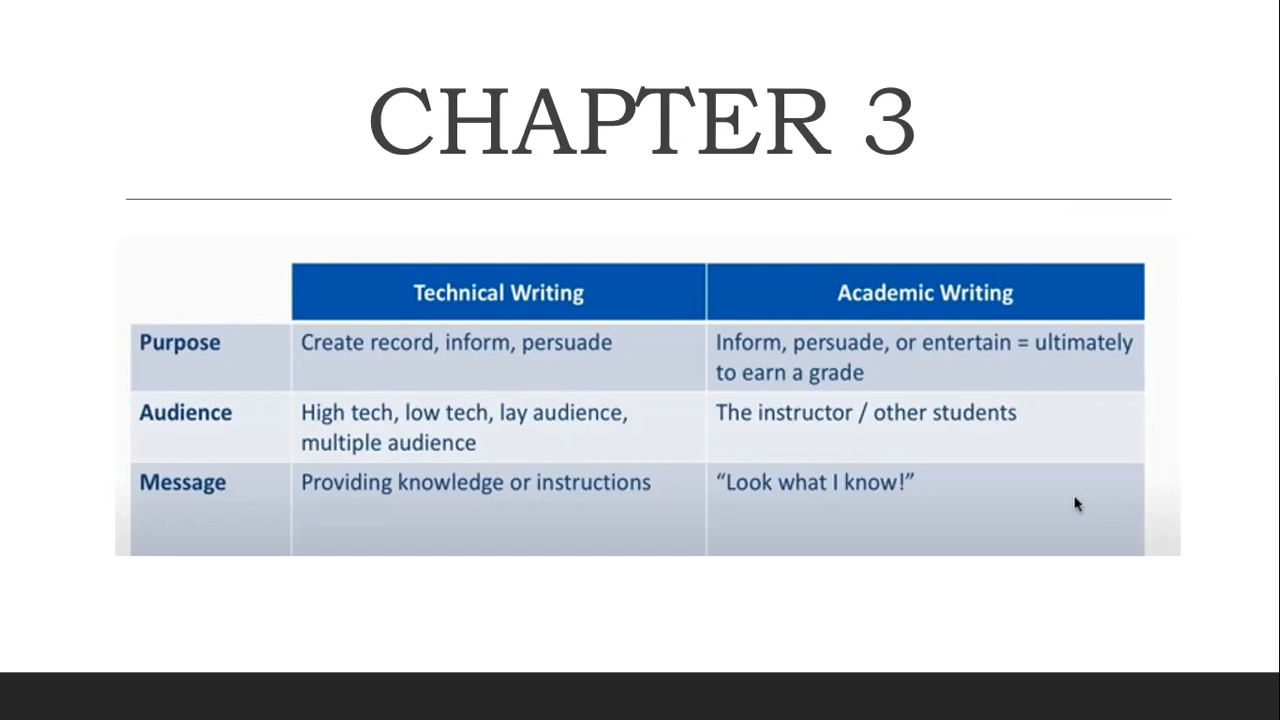 CHAPTER 3
Technical Writing
Academic Writing
Purpose
Create record, inform, persuade
Inform, persuade, or entertain = ultimately
to earn a grade
Audience
High tech, low tech, lay audience,
multiple audience
The instructor / other students
Message
Providing knowledge or instructions
“Look what I know!”